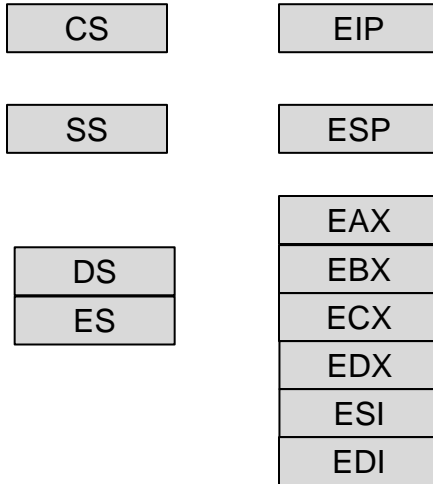 CS EIP
SS ESP
EAX
DS EBX
ES ECX
EDX
ESI
EDI